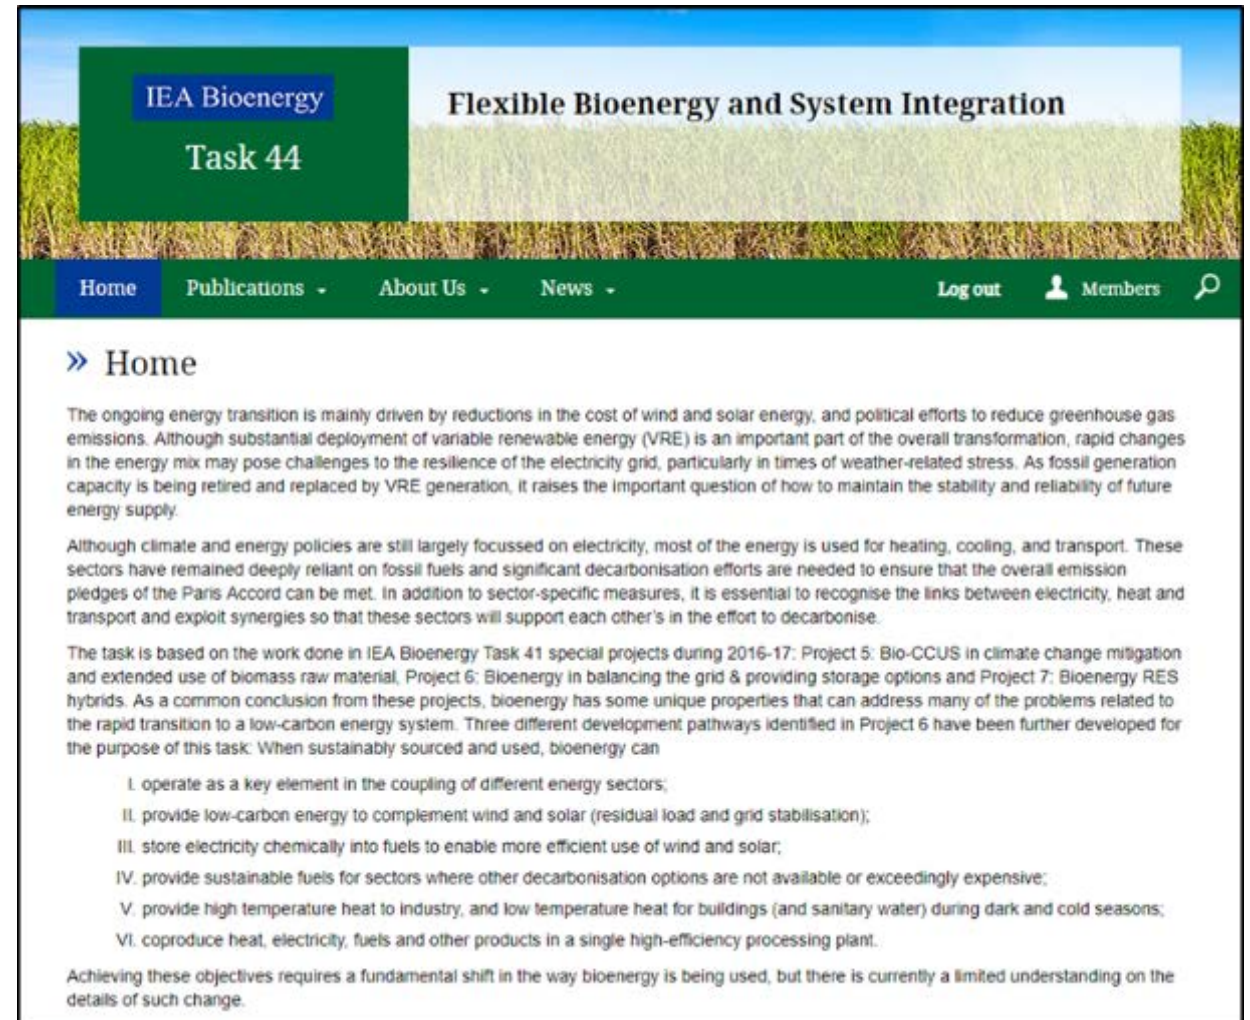 IEA Bioenergy
Task 44
Flexible Bioenergy and System Integration
Home
Publications
About Us
News
Log out
Members
» Home
The ongoing energy transition is mainly driven by reductions in the cost of wind and solar energy, and political efforts to reduce greenhouse gas
emissions. Although substantial deployment of variable renewable energy (VRE) is an important part of the overall transformation, rapid changes
in the energy mix may pose challenges to the resilience of the electricity grid, particularly in times of weather-related stress. As fossil generation
capacity is being retired and replaced by VRE generation, it raises the important question of how to maintain the stability and reliability of future
energy supply.
Although climate and energy policies are still largely focussed on electricity, most of the energy is used for heating, cooling, and transport. These
sectors have remained deeply reliant on fossil fuels and significant decarbonisation efforts are needed to ensure that the overall emission
pledges of the Paris Accord can be met. In addition to sector-specific measures, it is essential to recognise the links between electricity, heat and
transport and exploit synergies so that these sectors will support each other's in the effort to decarbonise.
The task is based on the work done in IEA Bioenergy Task 41 special projects during 2016-17: Project 5: Bio-CCUS in climate change mitigation
and extended use of biomass raw material, Project 6: Bioenergy in balancing the grid & providing storage options and Project 7: Bioenergy RES
hybrids. As a common conclusion from these projects, bioenergy has some unique properties that can address many of the problems related to
the rapid transition to a low-carbon energy system. Three different development pathways identified in Project 6 have been further developed for
the purpose of this task: When sustainably sourced and used, bioenergy can
I. operate as a key element in the coupling of different energy sectors;
II. provide low-carbon energy to complement wind and solar (residual load and grid stabilisation);
III. store electricity chemically into fuels to enable more efficient use of wind and solar;
IV. provide sustainable fuels for sectors where other decarbonisation options are not available or exceedingly expensive;
V. provide high temperature heat to industry, and low temperature heat for buildings (and sanitary water) during dark and cold seasons;
VI. coproduce heat, electricity, fuels and other products in a single high-efficiency processing plant.
Achieving these objectives requires a fundamental shift in the way bioenergy is being used, but there is currently a limited understanding on the
details of such change.